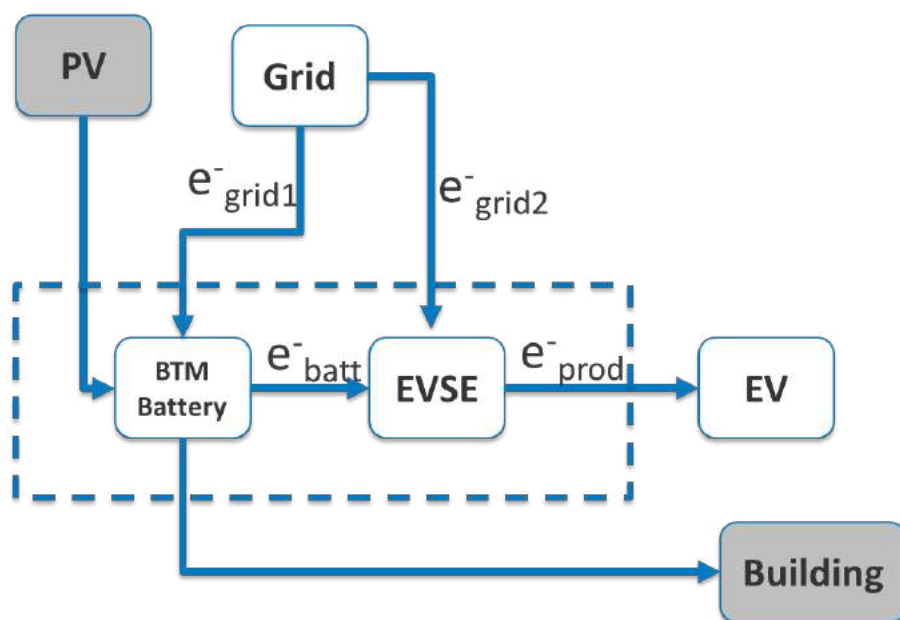 PV
Grid
e⁻grid1
e⁻grid2
BTM
Battery
e⁻batt
EVSE
e⁻prod
EV
Building